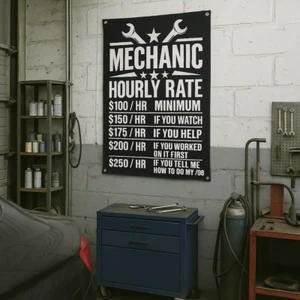 MECHANIC
HOURLY RATE
$100 / HR MINIMUM
$150 / HR IF YOU WATCH
$175 / HR IF YOU HELP
$200 / HR IF YOU WORKED
ON IT FIRST
$250 / HR IF YOU TELL ME
HOW TO DO MY /08